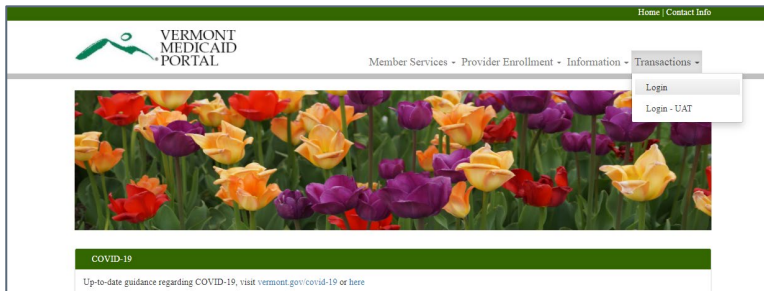 Home | Contact Info
VERMONT
MEDICAID
PORTAL
Member Services Provider Enrollment Information Transactions
Login
Login - UAT
COVID-19
Up-to-date guidance regarding COVID-19, visit vermont.gov/covid-19 or here